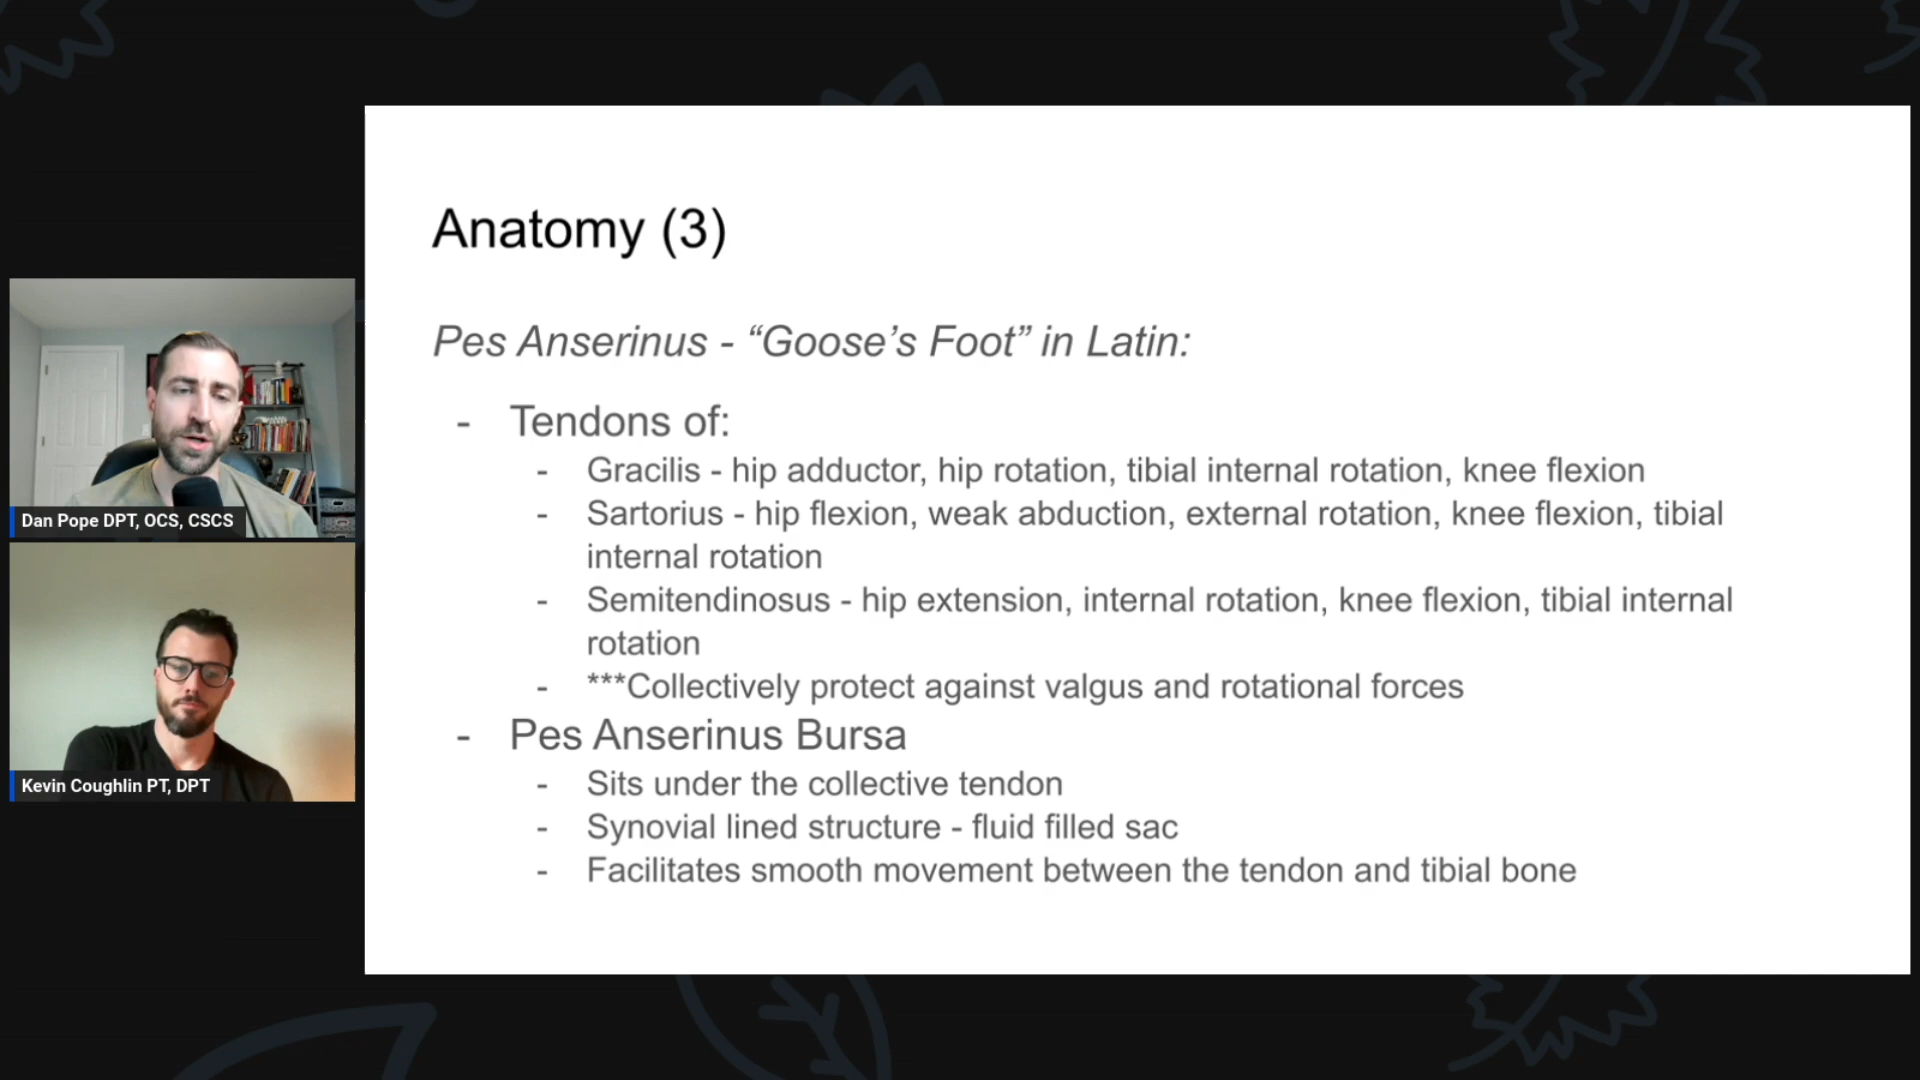 Anatomy (3)
Pes Anserinus - “Goose’s Foot” in Latin:
- Tendons of:
- Gracilis - hip adductor, hip rotation, tibial internal rotation, knee flexion
- Sartorius - hip flexion, weak abduction, external rotation, knee flexion, tibial
internal rotation
- Semitendinosus - hip extension, internal rotation, knee flexion, tibial internal
rotation
- ***Collectively protect against valgus and rotational forces
- Pes Anserinus Bursa
- Sits under the collective tendon
- Synovial lined structure - fluid filled sac
- Facilitates smooth movement between the tendon and tibial bone
Dan Pope DPT, OCS, CSCS
Kevin Coughlin PT, DPT